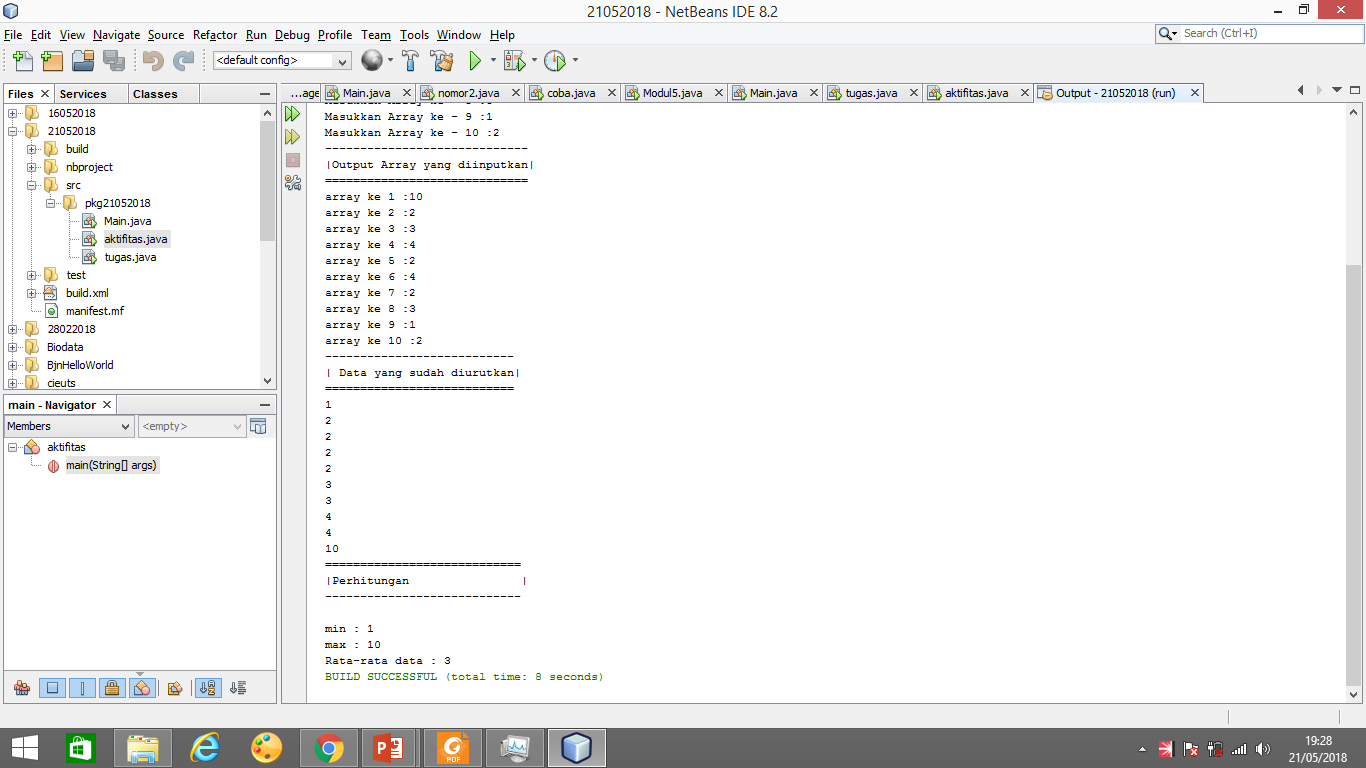 21052018 - NetBeans IDE 8.2
File Edit View Navigate Source Refactor Run Debug Profile Team Tools Window Help
Search (Ctrl+I)
<default config>
Files Services Classes
...age Main.java nomor2.java coba.java Modul5.java Main.java tugas.java aktifitas.java Output - 21052018 (run)
16052018
21052018
build
nbproject
src
pkg21052018
Main.java
aktifitas.java
tugas.java
test
build.xml
manifest.mf
28022018
Biodata
BjnHelloWorld
cieuts
main - Navigator
Members <empty>
aktifitas
main(String[] args)
Masukkan Array ke - 9 :1
Masukkan Array ke - 10 :2
-----------------------------
|Output Array yang diinputkan|
=============================
array ke 1 :10
array ke 2 :2
array ke 3 :3
array ke 4 :4
array ke 5 :2
array ke 6 :4
array ke 7 :2
array ke 8 :3
array ke 9 :1
array ke 10 :2
---------------------------
| Data yang sudah diurutkan|
===========================
1
2
2
2
2
3
3
4
4
10
============================
|Perhitungan                |
----------------------------
min : 1
max : 10
Rata-rata data : 3
BUILD SUCCESSFUL (total time: 8 seconds)
PDF
19:28
21/05/2018